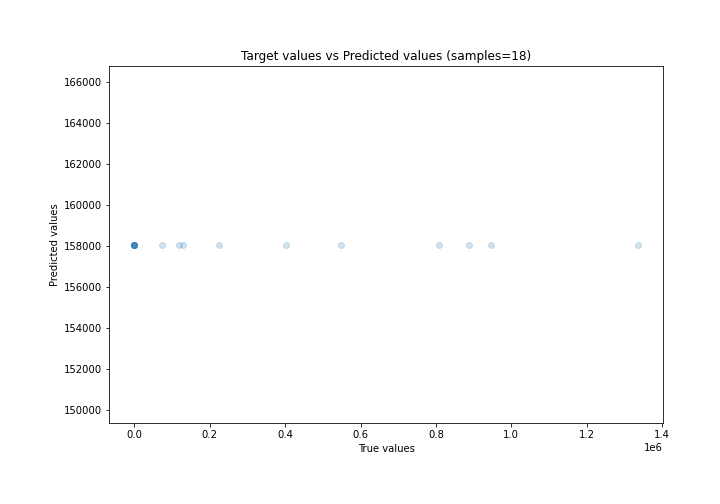 Target values vs Predicted values (samples=18)
166000
164000
162000
160000
158000
156000
154000
152000
150000
Predicted values
0.0 0.2 0.4 0.6 0.8 1.0 1.2 1.4
1e6
True values